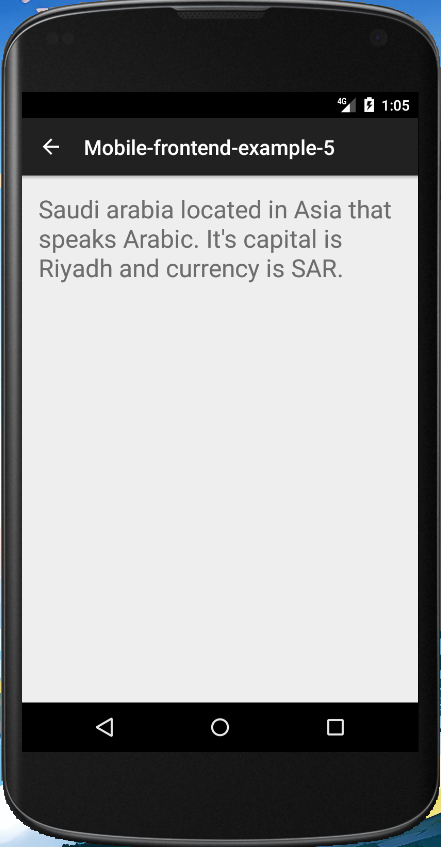 4G 1:05
Mobile-frontend-example-5
Saudi arabia located in Asia that
speaks Arabic. It's capital is
Riyadh and currency is SAR.